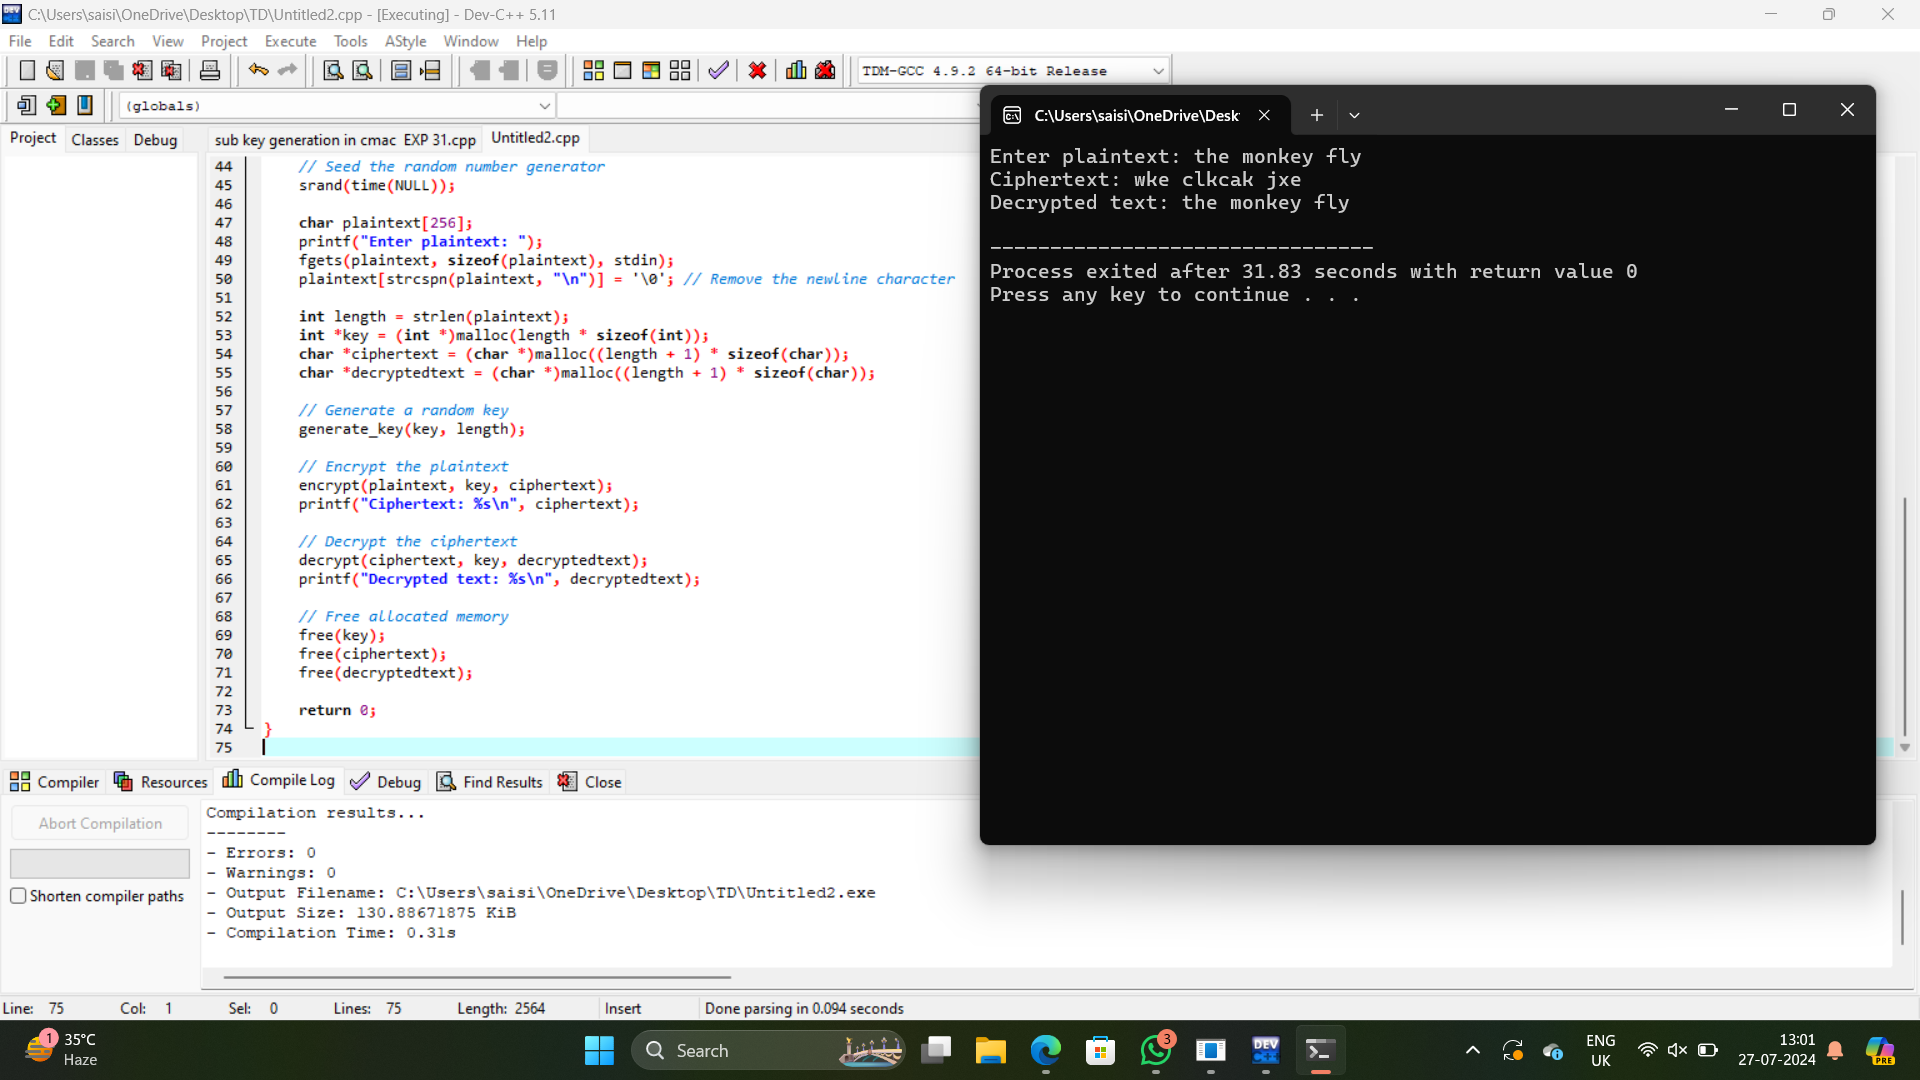 C:\Users\saisi\OneDrive\Desktop\TD\Untitled2.cpp - [Executing] - Dev-C++ 5.11
File Edit Search View Project Execute Tools AStyle Window Help
TDM-GCC 4.9.2 64-bit Release
(globals)
Project Classes Debug
sub key generation in cmac EXP 31.cpp Untitled2.cpp
44 // Seed the random number generator
45 srand(time(NULL));
46
47 char plaintext[256];
48 printf("Enter plaintext: ");
49 fgets(plaintext, sizeof(plaintext), stdin);
50 plaintext[strcspn(plaintext, "\n")] = '\0'; // Remove the newline character
51
52 int length = strlen(plaintext);
53 int *key = (int *)malloc(length * sizeof(int));
54 char *ciphertext = (char *)malloc((length + 1) * sizeof(char));
55 char *decryptedtext = (char *)malloc((length + 1) * sizeof(char));
56
57 // Generate a random key
58 generate_key(key, length);
59
60 // Encrypt the plaintext
61 encrypt(plaintext, key, ciphertext);
62 printf("Ciphertext: %s\n", ciphertext);
63
64 // Decrypt the ciphertext
65 decrypt(ciphertext, key, decryptedtext);
66 printf("Decrypted text: %s\n", decryptedtext);
67
68 // Free allocated memory
69 free(key);
70 free(ciphertext);
71 free(decryptedtext);
72
73 return 0;
74 }
75
C:\Users\saisi\OneDrive\Desk
Enter plaintext: the monkey fly
Ciphertext: wke clkcak jxe
Decrypted text: the monkey fly
--------------------------------
Process exited after 31.83 seconds with return value 0
Press any key to continue . . .
Compiler Resources Compile Log Debug Find Results Close
Abort Compilation
Shorten compiler paths
Compilation results...
--------
- Errors: 0
- Warnings: 0
- Output Filename: C:\Users\saisi\OneDrive\Desktop\TD\Untitled2.exe
- Output Size: 130.88671875 KiB
- Compilation Time: 0.31s
Line: 75 Col: 1 Sel: 0 Lines: 75 Length: 2564 Insert Done parsing in 0.094 seconds
1
35°C
Haze
Search
3
DEV
C++
ENG
UK
13:01
27-07-2024
PRE